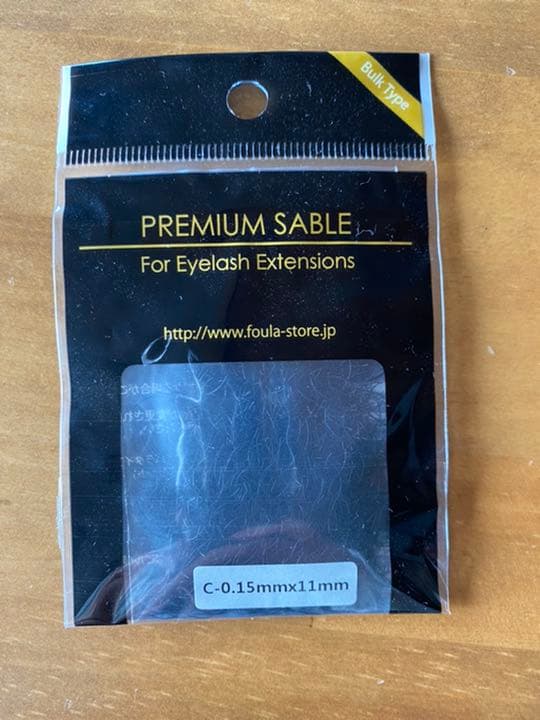 Bulk Type
PREMIUM SABLE
For Eyelash Extensions
http://www.foula-store.jp
C-0.15mmx11mm